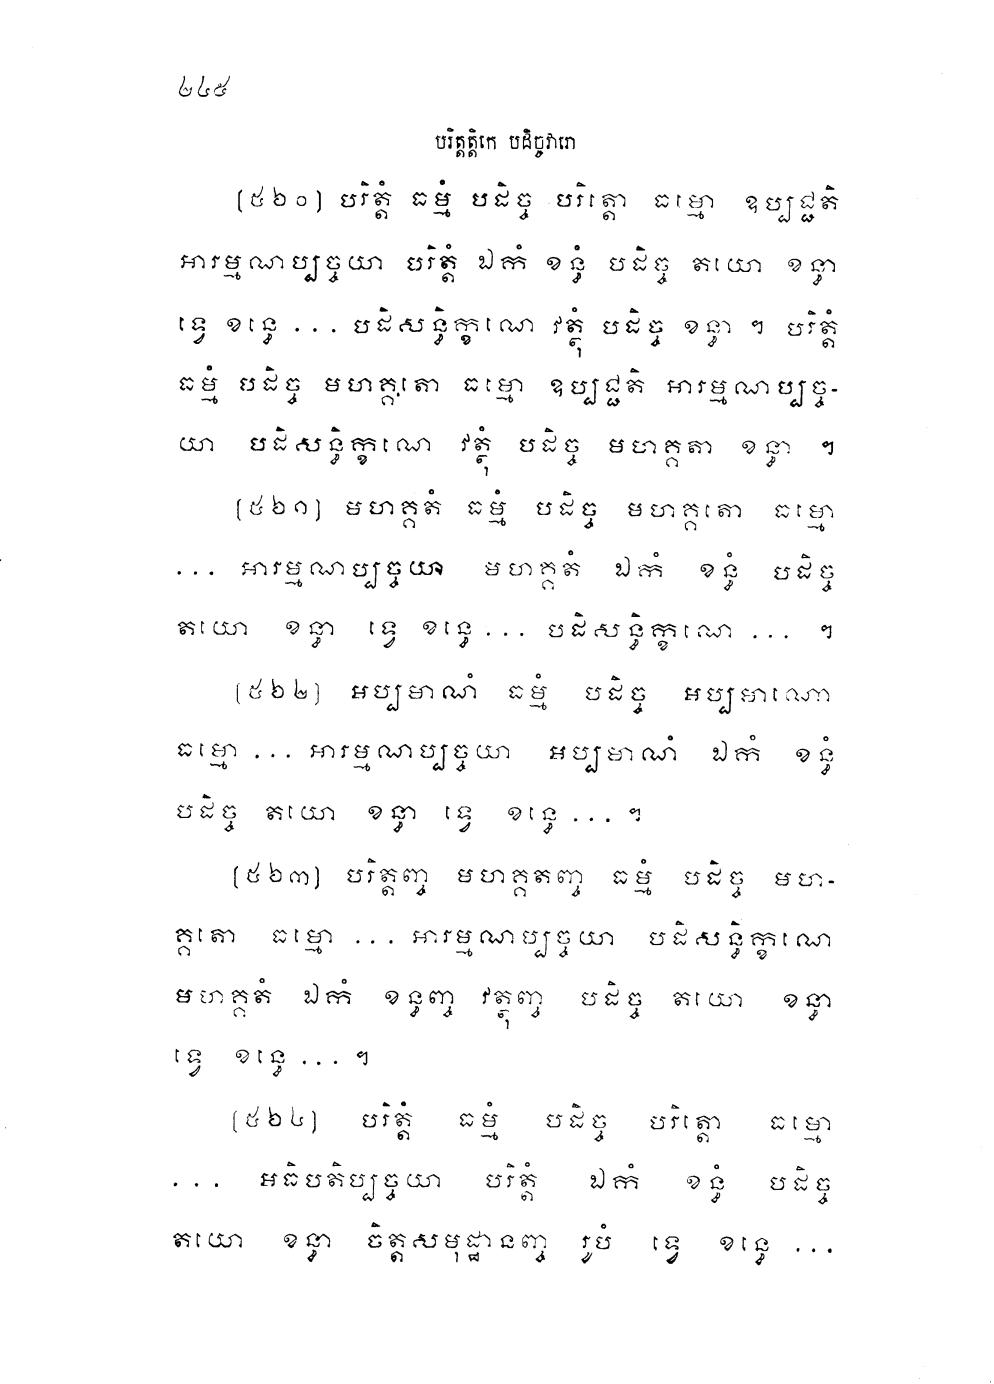 ២៤៥
បរិត្តត្តិកេ បដិច្ចវារោ
[៥២០] បរិត្តំ ធម្មំ បដិច្ច បរិត្តោ ធម្មោ ឧប្បជ្ជតិ
អារម្មណប្បច្ចយា បរិត្តំ ឯកំ ខន្ធំ បដិច្ច តយោ ខន្ធា
ទ្វេ ខន្ធេ ... បដិសន្ធិក្ខណេ វត្ថុំ បដិច្ច ខន្ធា ។ បរិត្តំ
ធម្មំ បដិច្ច មហគ្គតោ ធម្មោ ឧប្បជ្ជតិ អារម្មណប្បច្ច-
យា បដិសន្ធិក្ខណេ វត្ថុំ បដិច្ច មហគ្គតា ខន្ធា ។
[៥២១] មហគ្គតំ ធម្មំ បដិច្ច មហគ្គតោ ធម្មោ
... អារម្មណប្បច្ចយា មហគ្គតំ ឯកំ ខន្ធំ បដិច្ច
តយោ ខន្ធា ទ្វេ ខន្ធេ ... បដិសន្ធិក្ខណេ ... ។
[៥២២] អប្បមាណំ ធម្មំ បដិច្ច អប្បមាណោ
ធម្មោ ... អារម្មណប្បច្ចយា អប្បមាណំ ឯកំ ខន្ធំ
បដិច្ច តយោ ខន្ធា ទ្វេ ខន្ធេ ... ។
[៥២៣] បរិត្តញ្ច មហគ្គតញ្ច ធម្មំ បដិច្ច មហ-
គ្គតោ ធម្មោ ... អារម្មណប្បច្ចយា បដិសន្ធិក្ខណេ
មហគ្គតំ ឯកំ ខន្ធញ្ច វត្ថុញ្ច បដិច្ច តយោ ខន្ធា
ទ្វេ ខន្ធេ ... ។
[៥២៤] បរិត្តំ ធម្មំ បដិច្ច បរិត្តោ ធម្មោ
... អធិបតិប្បច្ចយា បរិត្តំ ឯកំ ខន្ធំ បដិច្ច
តយោ ខន្ធា ចិត្តសមុដ្ឋានញ្ច រូបំ ទ្វេ ខន្ធេ ...